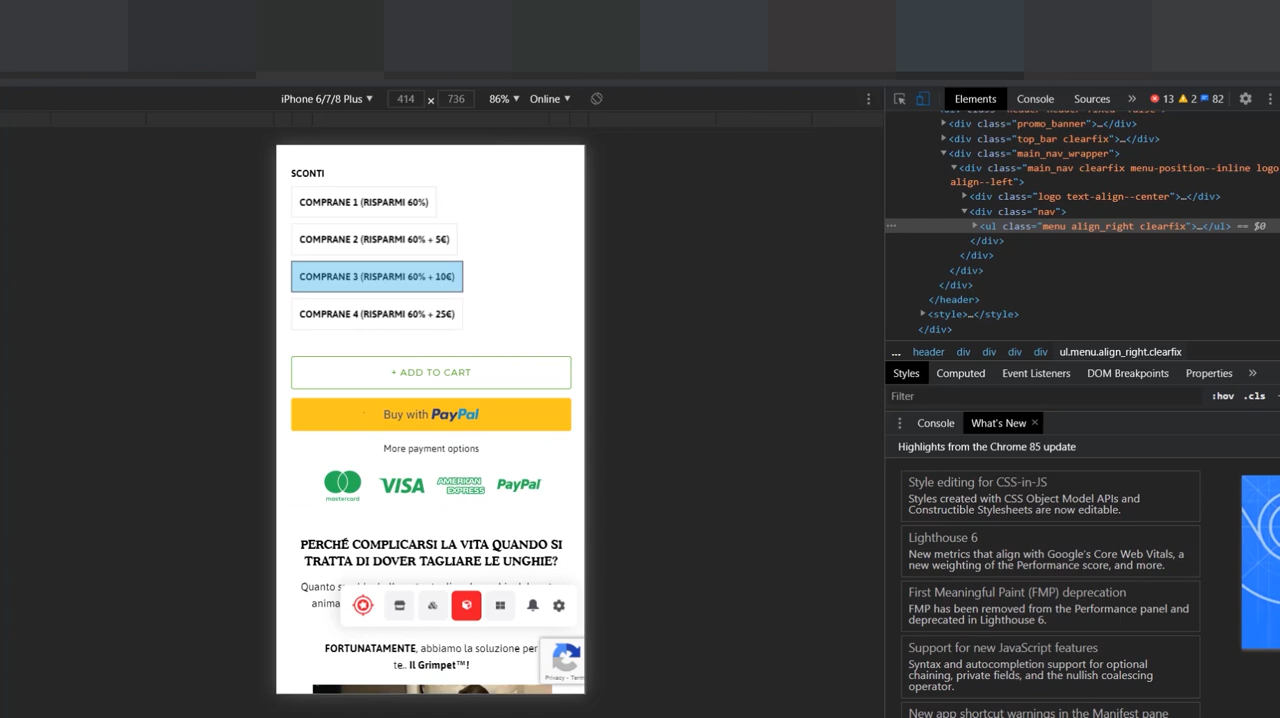 iPhone 6/7/8 Plus
414
736
86%
Online
Elements
Console
Sources
13
2
82
<div class="promo_banner">…</div>
<div class="top_bar clearfix">…</div>
<div class="main_nav_wrapper">
<div class="main_nav clearfix menu-position--inline logo
align--left">
<div class="logo text-align--center">…</div>
<div class="nav">
<ul class="menu align_right clearfix">…</ul> == $0
</div>
</div>
</div>
</div>
</header>
<style>…</style>
</div>
... header div div div div ul.menu.align_right.clearfix
Styles
Computed
Event Listeners
DOM Breakpoints
Properties
Filter
:hov .cls
Console
What's New
Highlights from the Chrome 85 update
Style editing for CSS-in-JS
Styles created with CSS Object Model APIs and
Constructible Stylesheets are now editable.
Lighthouse 6
New metrics that align with Google's Core Web Vitals, a
new weighting of the Performance score, and more.
First Meaningful Paint (FMP) deprecation
FMP has been removed from the Performance panel and
deprecated in Lighthouse 6.
Support for new JavaScript features
Syntax and autocompletion support for optional
chaining, private fields, and the nullish coalescing
operator.
New app shortcut warnings in the Manifest pane
SCONTI
COMPRANE 1 (RISPARMI 60%)
COMPRANE 2 (RISPARMI 60% + 5€)
COMPRANE 3 (RISPARMI 60% + 10€)
COMPRANE 4 (RISPARMI 60% + 25€)
+ ADD TO CART
Buy with PayPal
More payment options
mastercard
VISA
AMERICAN EXPRESS
PayPal
PERCHÉ COMPLICARSI LA VITA QUANDO SI
TRATTA DI DOVER TAGLIARE LE UNGHIE?
Quanto
FORTUNATAMENTE, abbiamo la soluzione per
te.. Il Grimpet™!
Privacy - Term